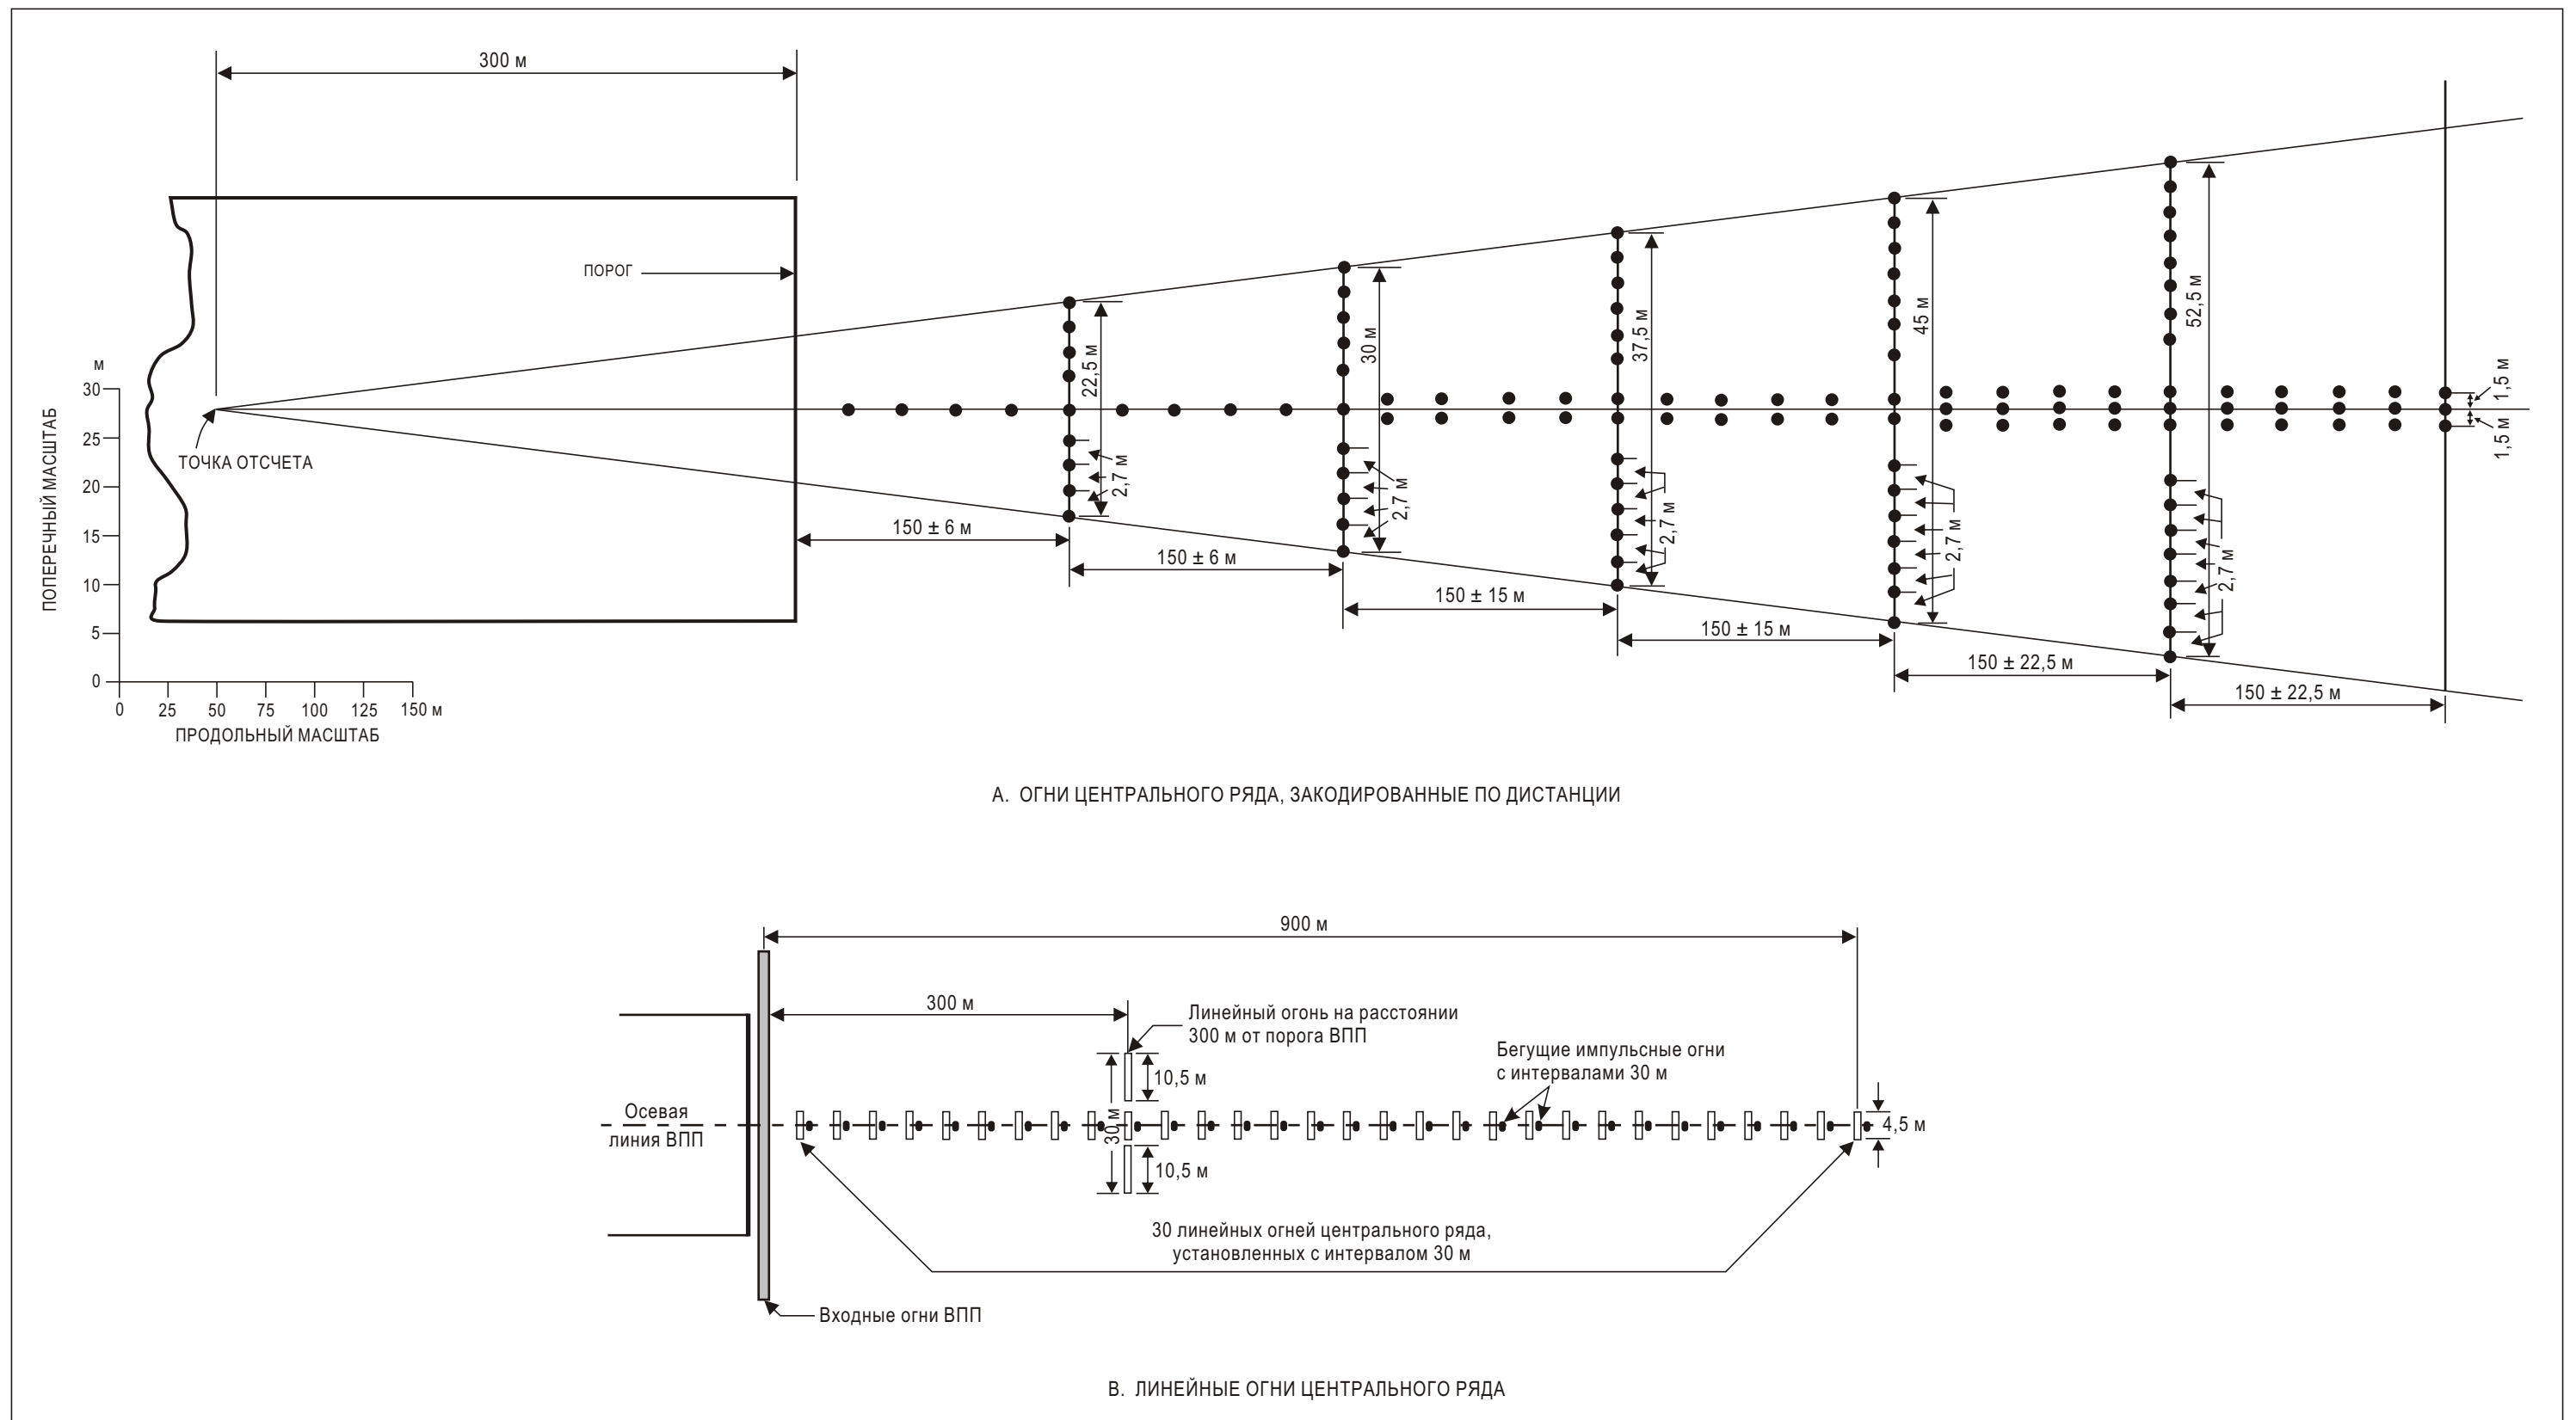 300 м
ПОРОГ
м
30
25
20
15
10
5
0
ПОПЕРЕЧНЫЙ МАСШТАБ
0 25 50 75 100 125 150 м
ПРОДОЛЬНЫЙ МАСШТАБ
ТОЧКА ОТСЧЕТА
22,5 м
2,7 м
30 м
2,7 м
37,5 м
2,7 м
45 м
2,7 м
52,5 м
2,7 м
1,5 м
1,5 м
150 ± 6 м
150 ± 6 м
150 ± 15 м
150 ± 15 м
150 ± 22,5 м
150 ± 22,5 м
А. ОГНИ ЦЕНТРАЛЬНОГО РЯДА, ЗАКОДИРОВАННЫЕ ПО ДИСТАНЦИИ
900 м
300 м
Линейный огонь на расстоянии
300 м от порога ВПП
Бегущие импульсные огни
с интервалами 30 м
10,5 м
30 м
10,5 м
4,5 м
Осевая
линия ВПП
30 линейных огней центрального ряда,
установленных с интервалом 30 м
Входные огни ВПП
В. ЛИНЕЙНЫЕ ОГНИ ЦЕНТРАЛЬНОГО РЯДА